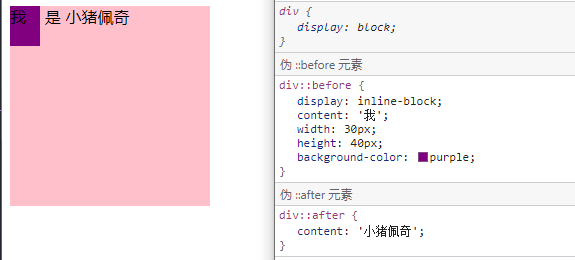 我 是 小猪佩奇
div {
display: block;
}
伪 ::before 元素
div::before {
display: inline-block;
content: '我';
width: 30px;
height: 40px;
background-color: purple;
}
伪 ::after 元素
div::after {
content: '小猪佩奇';
}